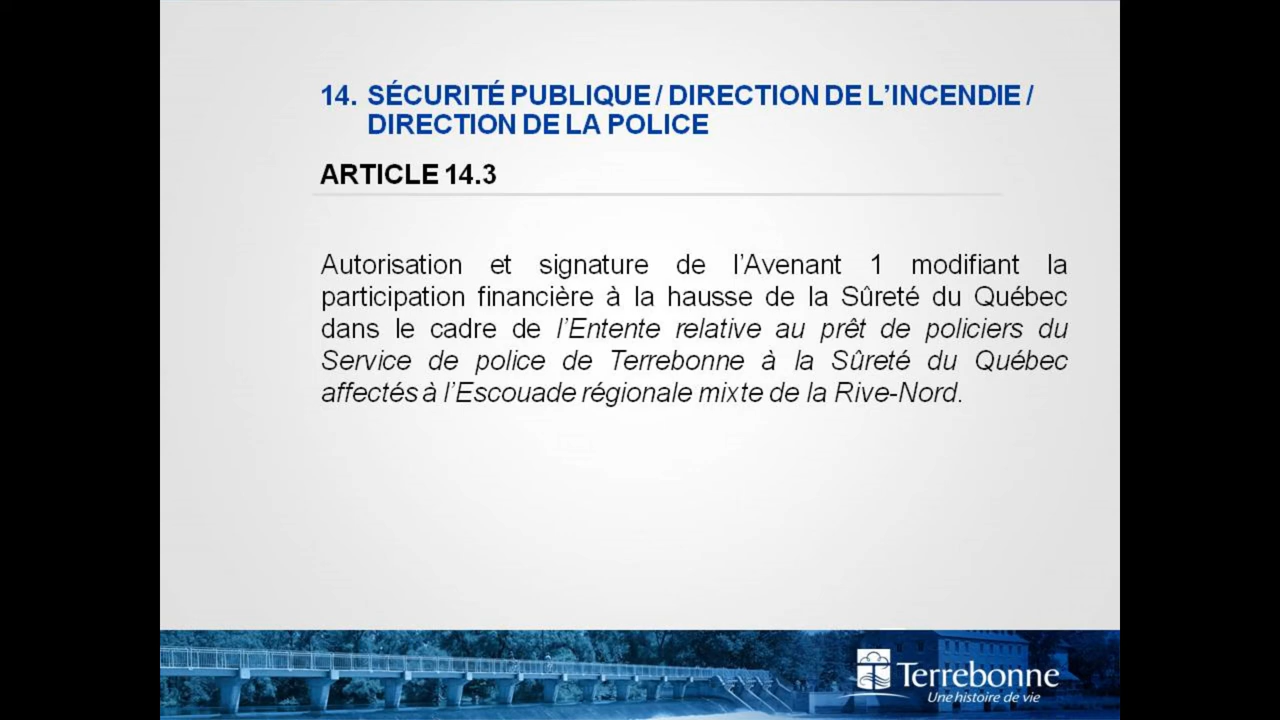 14. SÉCURITÉ PUBLIQUE / DIRECTION DE L’INCENDIE /
DIRECTION DE LA POLICE
ARTICLE 14.3
Autorisation et signature de l’Avenant 1 modifiant la
participation financière à la hausse de la Sûreté du Québec
dans le cadre de l’Entente relative au prêt de policiers du
Service de police de Terrebonne à la Sûreté du Québec
affectés à l’Escouade régionale mixte de la Rive-Nord.
Terrebonne
Une histoire de vie